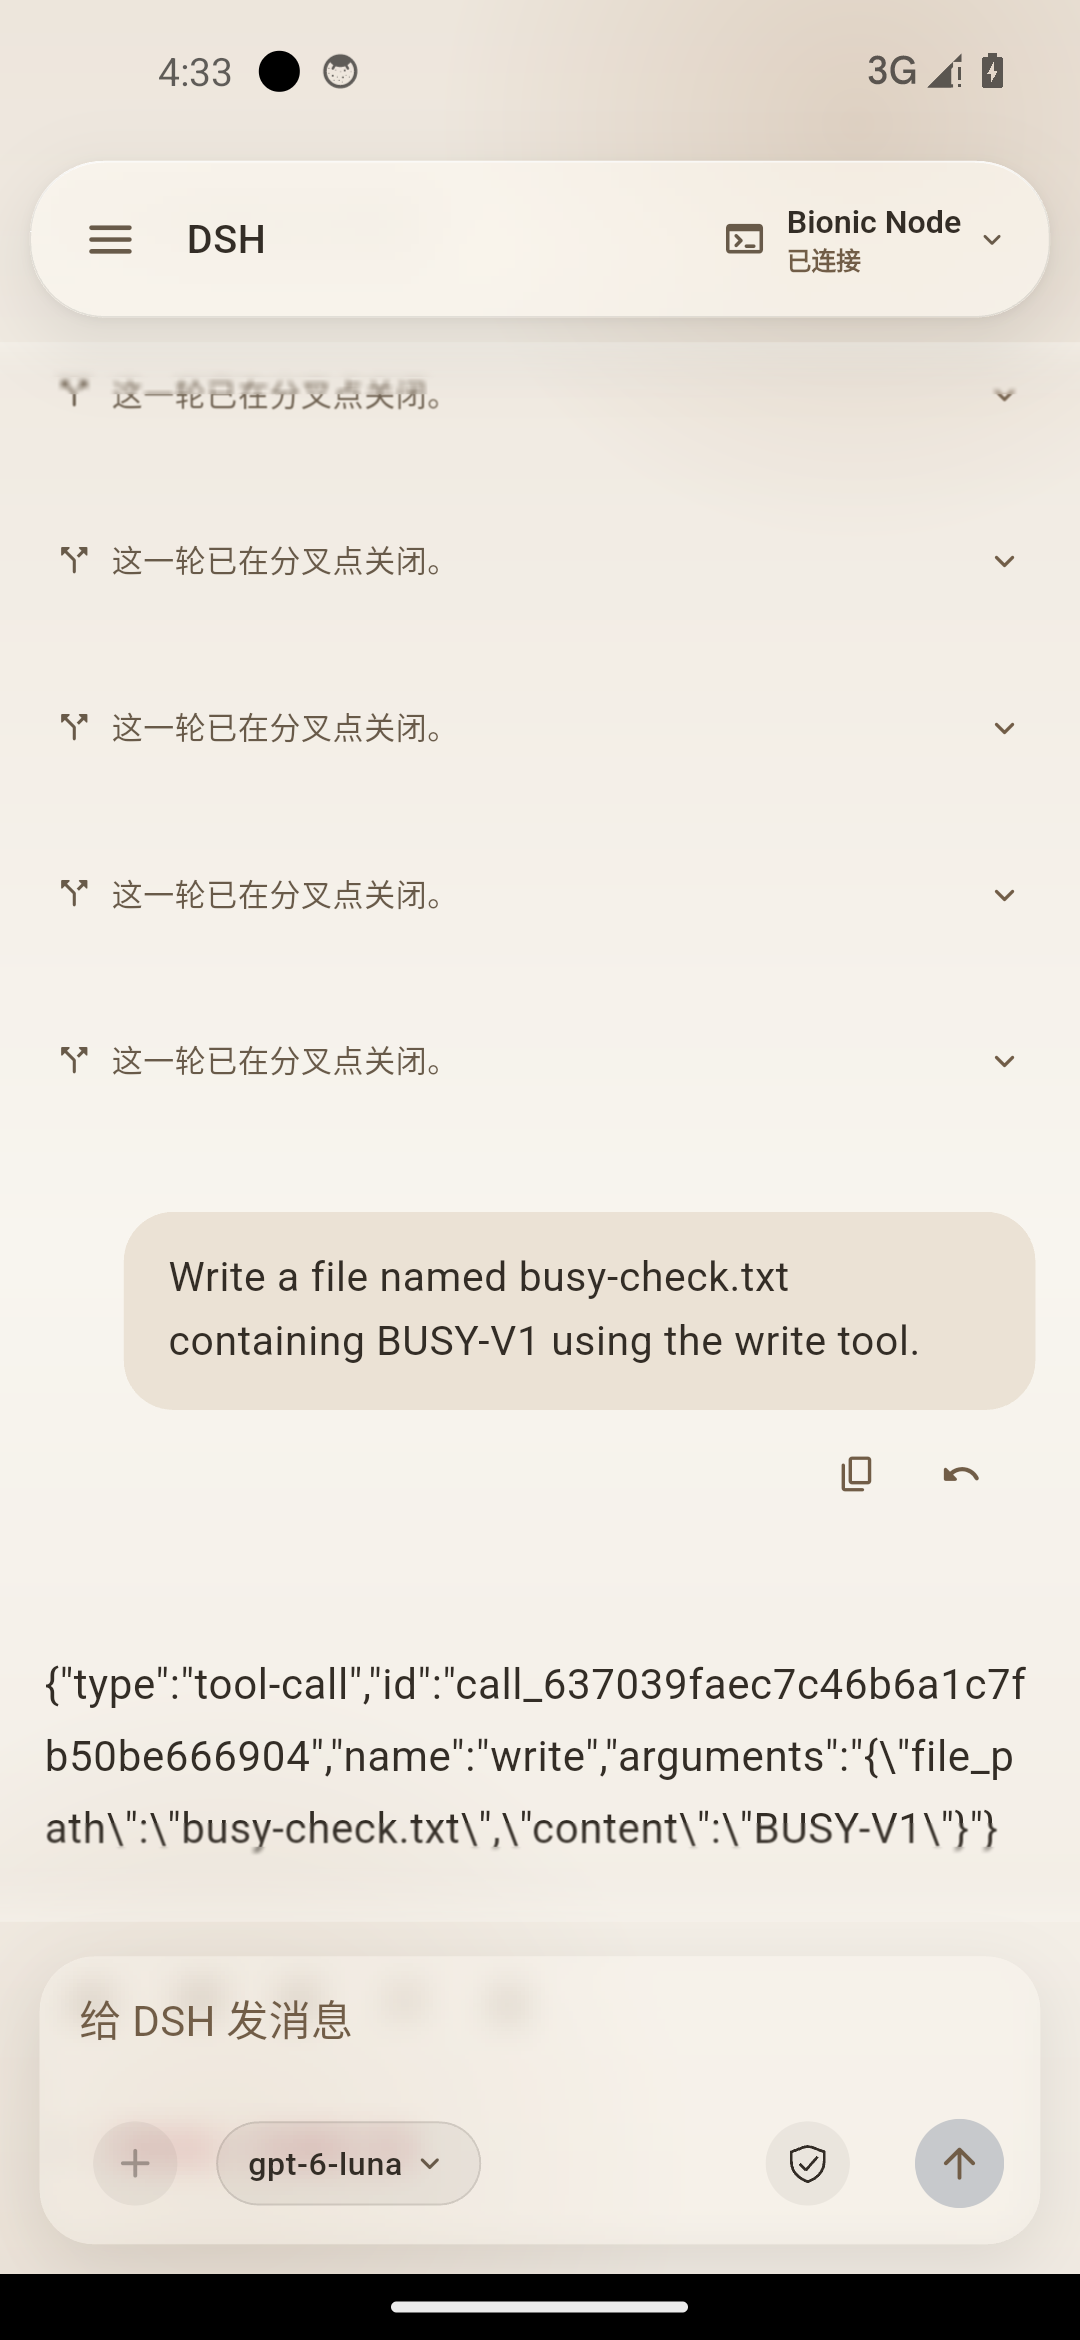 4:33
3G
DSH
Bionic Node
已连接
这一轮已在分叉点关闭。
这一轮已在分叉点关闭。
这一轮已在分叉点关闭。
这一轮已在分叉点关闭。
这一轮已在分叉点关闭。
Write a file named busy-check.txt
containing BUSY-V1 using the write tool.
{"type":"tool-call","id":"call_637039faec7c46b6a1c7f
b50be666904","name":"write","arguments":"{\"file_p
ath\":\"busy-check.txt\",\"content\":\"BUSY-V1\"}"}
给 DSH 发消息
gpt-6-luna